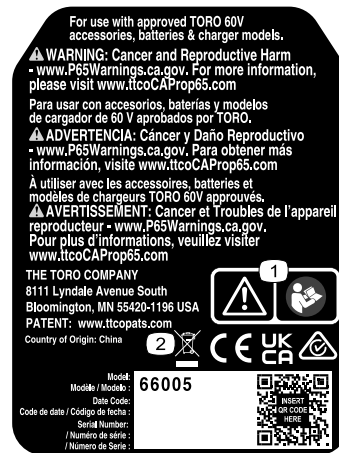 For use with approved TORO 60V
accessories, batteries & charger models.
WARNING: Cancer and Reproductive Harm
- www.P65Warnings.ca.gov. For more information,
please visit www.ttcoCAProp65.com
Para usar con accesorios, baterías y modelos
de cargador de 60 V aprobados por TORO.
ADVERTENCIA: Cáncer y Daño Reproductivo
- www.P65Warnings.ca.gov. Para obtener más
información, visite www.ttcoCAProp65.com
À utiliser avec les accessoires, batteries et
modèles de chargeurs TORO 60V approuvés.
AVERTISSEMENT: Cancer et Troubles de l'appareil
reproducteur - www.P65Warnings.ca.gov.
Pour plus d'informations, veuillez visiter
www.ttcoCAProp65.com
THE TORO COMPANY
8111 Lyndale Avenue South
Bloomington, MN 55420-1196 USA
PATENT: www.ttcopats.com
Country of Origin: China
1
2
CE UK
CA
Model:
Modèle / Modelo :
66005
Date Code:
Code de date / Código de fecha :
Serial Number:
/ Numéro de série :
/ Número de Serie :
INSERT
QR CODE
HERE